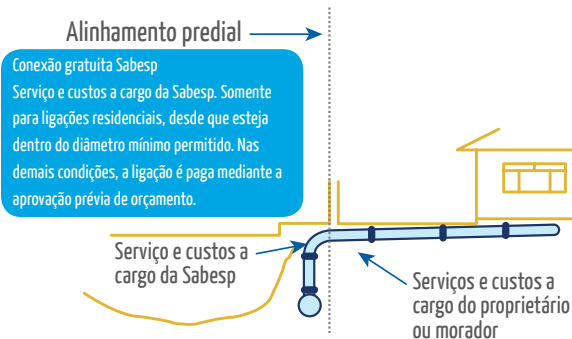 Alinhamento predial
Conexão gratuita Sabesp
Serviço e custos a cargo da Sabesp. Somente
para ligações residenciais, desde que esteja
dentro do diâmetro mínimo permitido. Nas
demais condições, a ligação é paga mediante a
aprovação prévia de orçamento.
Serviço e custos a
cargo da Sabesp
Serviços e custos a
cargo do proprietário
ou morador